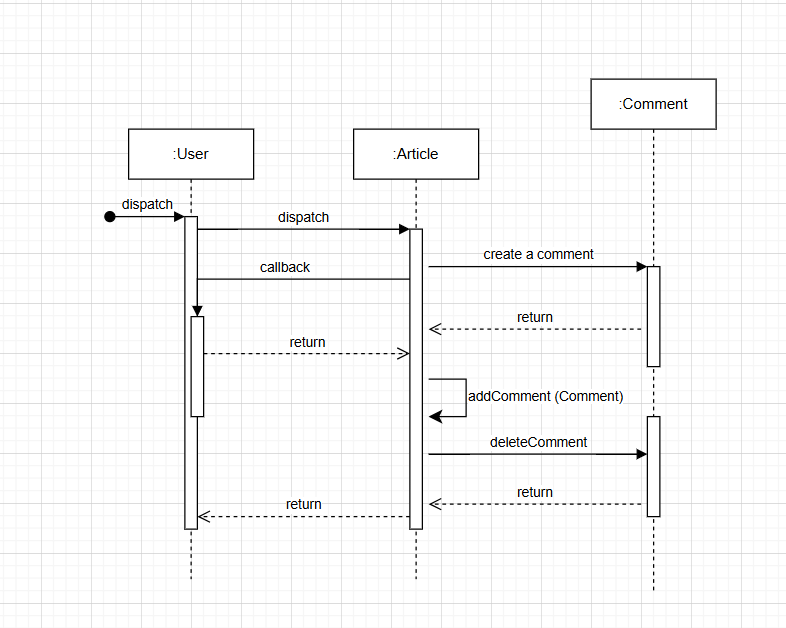 :Comment
:User
:Article
dispatch
dispatch
create a comment
callback
return
return
addComment (Comment)
deleteComment
return
return